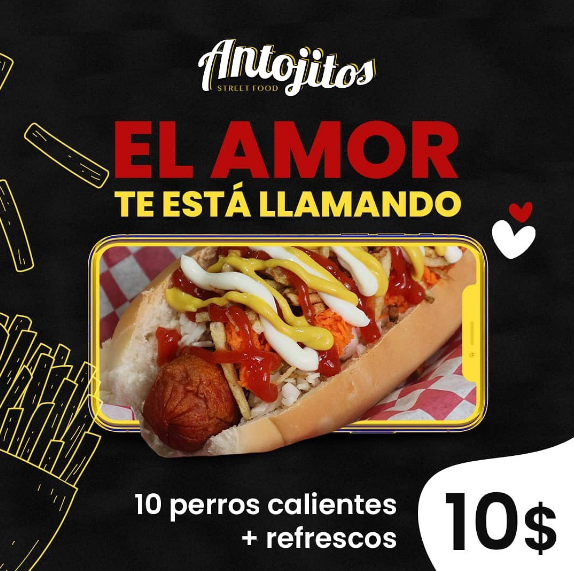 Antojitos
STREET FOOD
EL AMOR
TE ESTÁ LLAMANDO
10 perros calientes
+ refrescos
10$